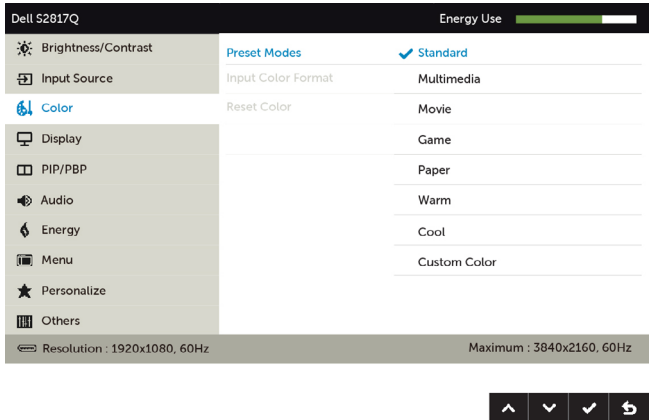 Dell S2817Q Energy Use
Brightness/Contrast
Input Source
Color
Display
PIP/PBP
Audio
Energy
Menu
Personalize
Others
Preset Modes
Input Color Format
Reset Color
Standard
Multimedia
Movie
Game
Paper
Warm
Cool
Custom Color
Resolution : 1920x1080, 60Hz Maximum : 3840x2160, 60Hz